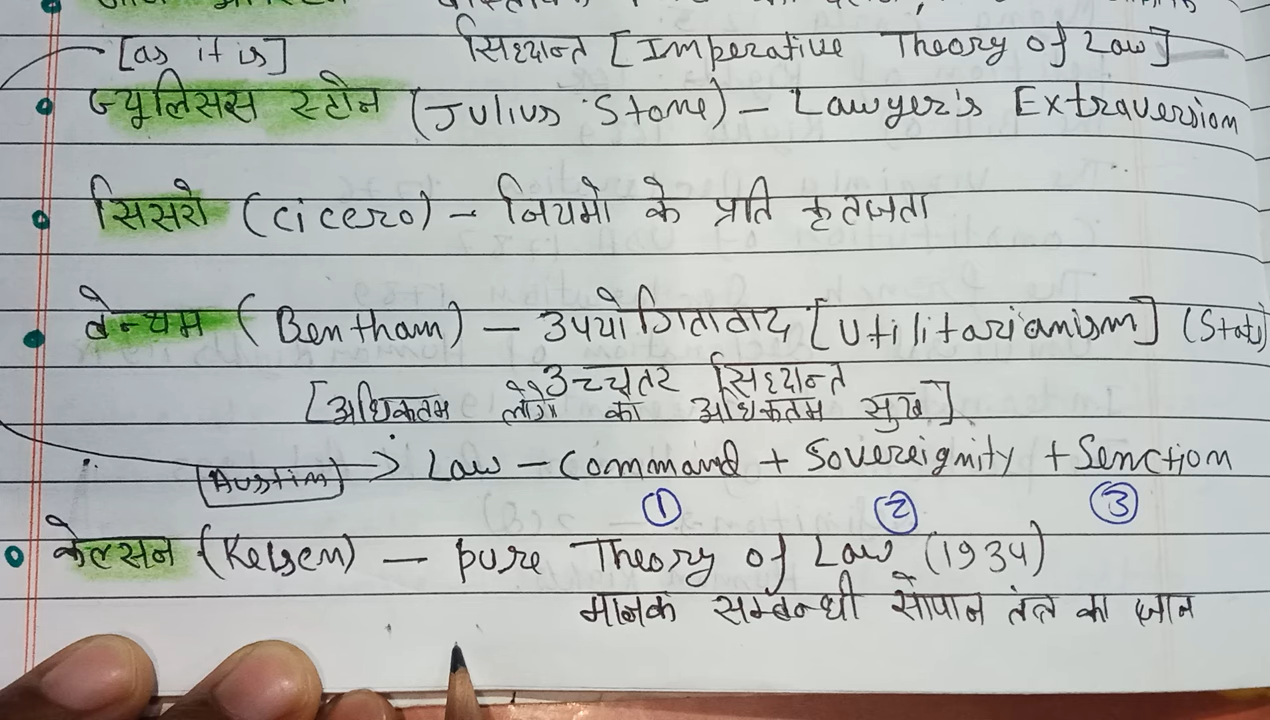 [as it is] सिध्दान्त [Imperative Theory of Law]
ज्यूलिसस स्टोन (Julius Stone) – Lawyer's Extraversion
सिसरो (Cicero) – नियमो के प्रति कृतज्ञता
बेन्थम (Bentham) – उपयोगितावाद [Utilitarianism] (State)
उच्चतर सिध्दान्त
[अधिकतम लोगों का अधिकतम सुख]
Austin → Law – Command + Sovereignity + Senction
① ② ③
केल्सन (Kelsen) – pure Theory of Law (1934)
मानक सम्बन्धी सोपान तंत्र का ज्ञान